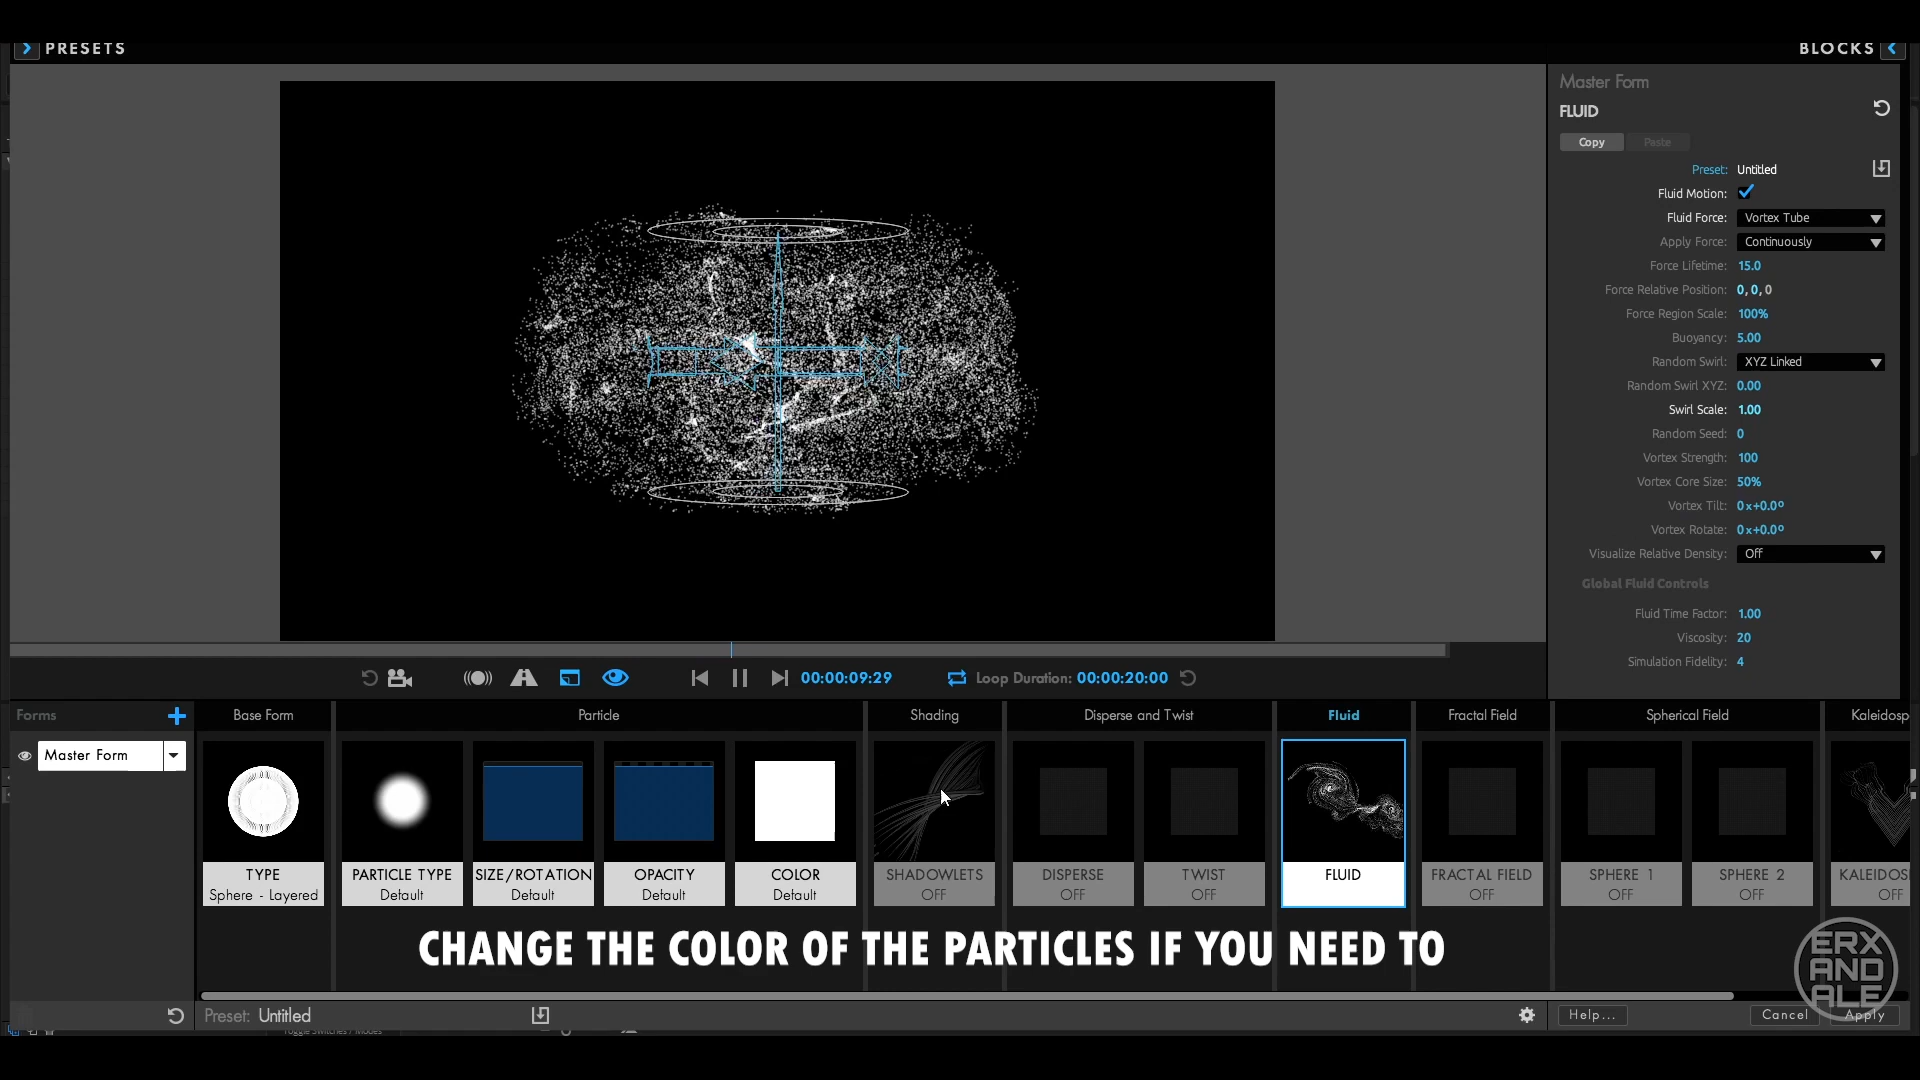 PRESETS
BLOCKS
Master Form
FLUID
Copy
Paste
Preset: Untitled
Fluid Motion:
Fluid Force: Vortex Tube
Apply Force: Continuously
Force Lifetime: 15.0
Force Relative Position: 0, 0, 0
Force Region Scale: 100%
Buoyancy: 5.00
Random Swirl: XYZ Linked
Random Swirl XYZ: 0.00
Swirl Scale: 1.00
Random Seed: 0
Vortex Strength: 100
Vortex Core Size: 50%
Vortex Tilt: 0x+0.0°
Vortex Rotate: 0x+0.0°
Visualize Relative Density: Off
Global Fluid Controls
Fluid Time Factor: 1.00
Viscosity: 20
Simulation Fidelity: 4
00:00:09:29
Loop Duration: 00:00:20:00
Forms
Base Form
Particle
Shading
Disperse and Twist
Fluid
Fractal Field
Spherical Field
Kaleidosp
Master Form
TYPE
Sphere - Layered
PARTICLE TYPE
Default
SIZE/ROTATION
Default
OPACITY
Default
COLOR
Default
SHADOWLETS
OFF
DISPERSE
OFF
TWIST
OFF
FLUID
FRACTAL FIELD
OFF
SPHERE 1
OFF
SPHERE 2
OFF
KALEIDOS
OFF
CHANGE THE COLOR OF THE PARTICLES IF YOU NEED TO
ERX
AND
ALE
Preset: Untitled
Help...
Cancel
Apply
Toggle Switches / Modes